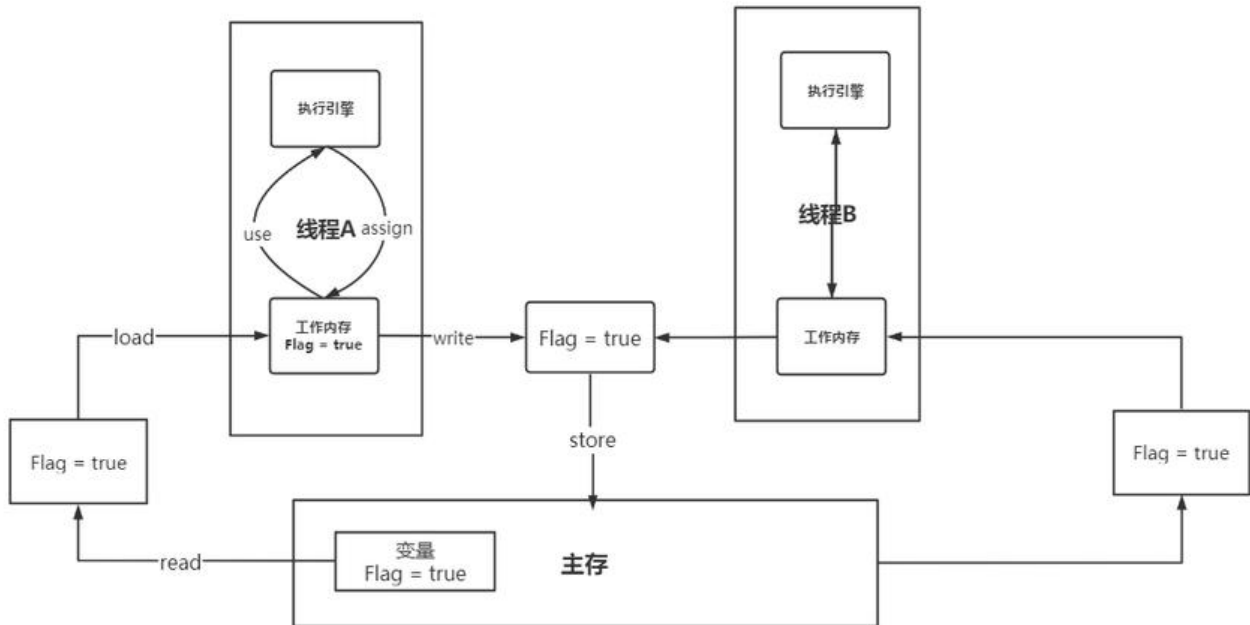 执行引擎
线程A
use
assign
工作内存
Flag = true
load
write
Flag = true
read
store
Flag = true
变量
Flag = true
主存
执行引擎
线程B
工作内存
Flag = true